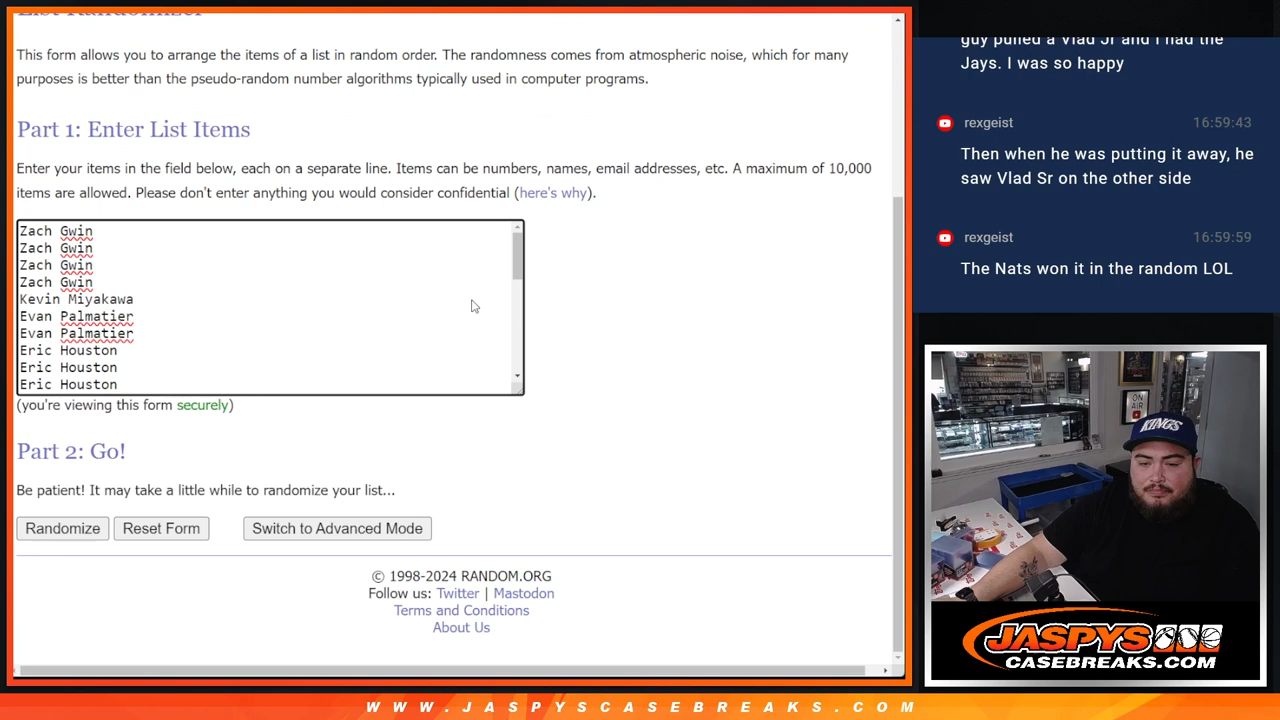 List Randomizer
This form allows you to arrange the items of a list in random order. The randomness comes from atmospheric noise, which for many
purposes is better than the pseudo-random number algorithms typically used in computer programs.
Part 1: Enter List Items
Enter your items in the field below, each on a separate line. Items can be numbers, names, email addresses, etc. A maximum of 10,000
items are allowed. Please don't enter anything you would consider confidential (here's why).
Zach Gwin
Zach Gwin
Zach Gwin
Zach Gwin
Kevin Miyakawa
Evan Palmatier
Evan Palmatier
Eric Houston
Eric Houston
Eric Houston
(you're viewing this form securely)
Part 2: Go!
Be patient! It may take a little while to randomize your list...
Randomize Reset Form Switch to Advanced Mode
© 1998-2024 RANDOM.ORG
Follow us: Twitter | Mastodon
Terms and Conditions
About Us
guy pulled a Vlad Jr and I had the
Jays. I was so happy
rexgeist 16:59:43
Then when he was putting it away, he
saw Vlad Sr on the other side
rexgeist 16:59:59
The Nats won it in the random LOL
ON AIR
KINGS
JASPYS
CASEBREAKS.COM
WWW.JASPYSCASEBREAKS.COM